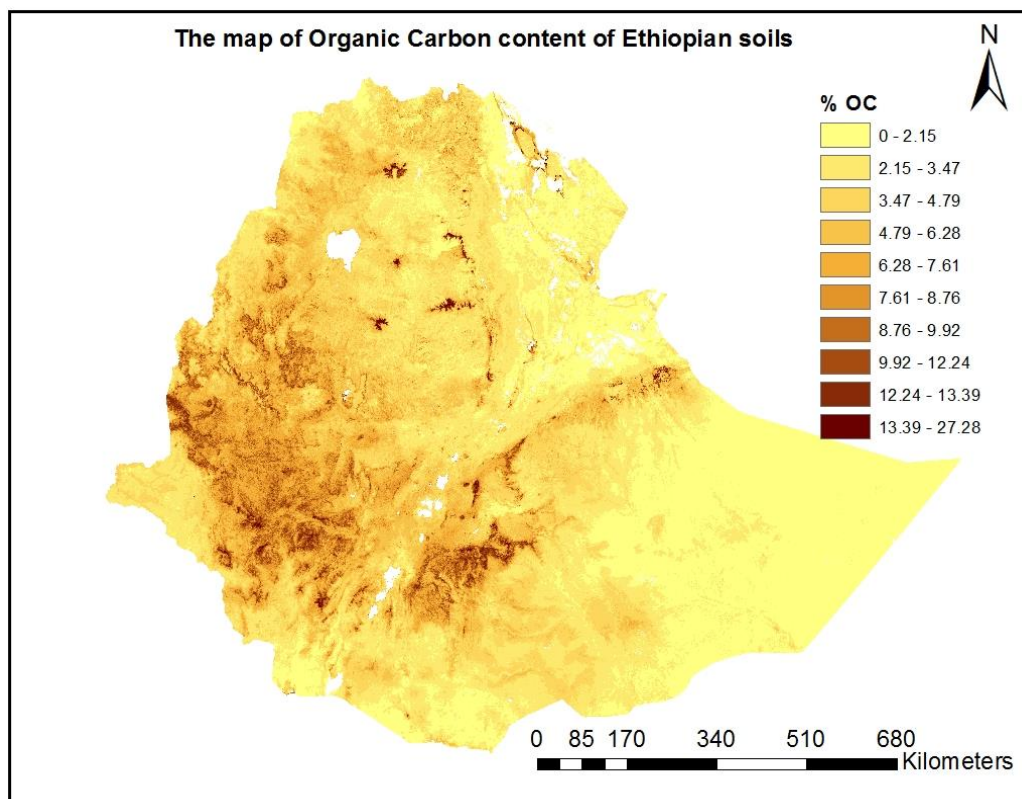 The map of Organic Carbon content of Ethiopian soils
N
% OC
0 - 2.15
2.15 - 3.47
3.47 - 4.79
4.79 - 6.28
6.28 - 7.61
7.61 - 8.76
8.76 - 9.92
9.92 - 12.24
12.24 - 13.39
13.39 - 27.28
0 85 170 340 510 680
Kilometers